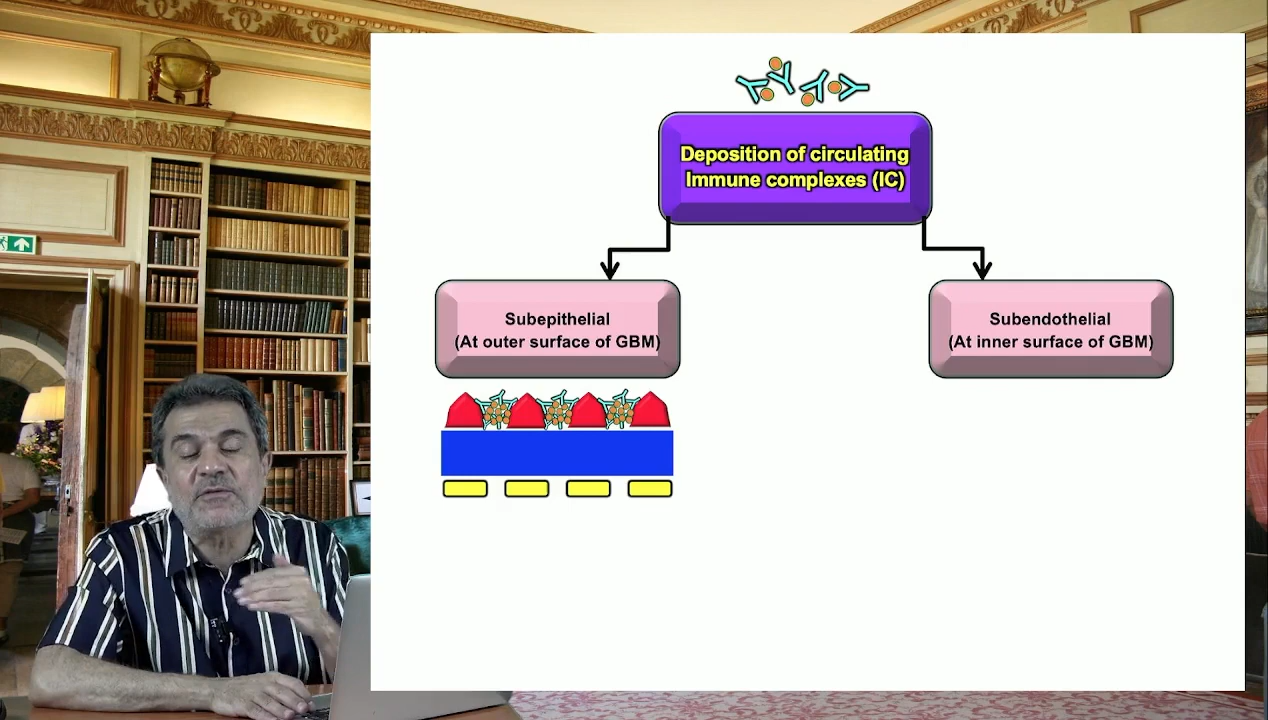 Deposition of circulating
Immune complexes (IC)
Subepithelial
(At outer surface of GBM)
Subendothelial
(At inner surface of GBM)